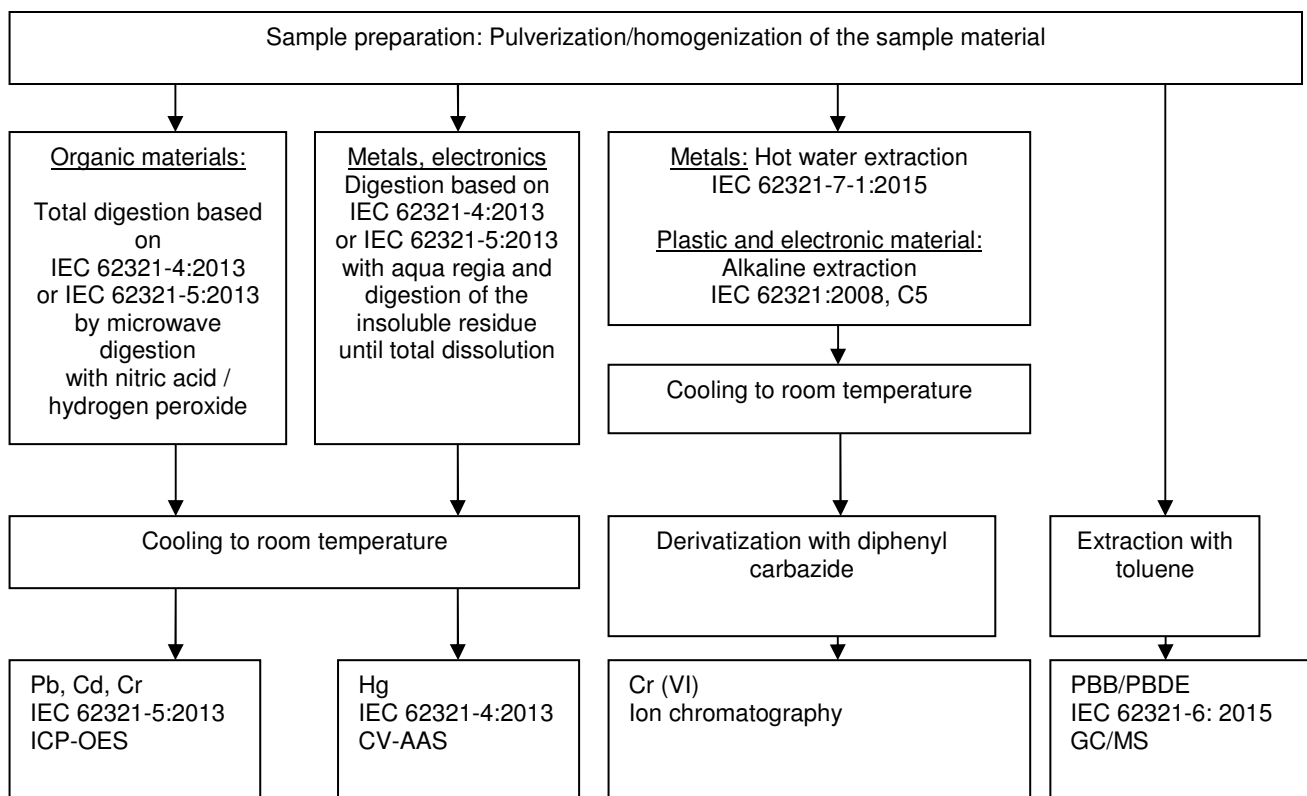 Sample preparation: Pulverization/homogenization of the sample material
Organic materials:
Total digestion based
on
IEC 62321-4:2013
or IEC 62321-5:2013
by microwave
digestion
with nitric acid /
hydrogen peroxide
Metals, electronics
Digestion based on
IEC 62321-4:2013
or IEC 62321-5:2013
with aqua regia and
digestion of the
insoluble residue
until total dissolution
Metals: Hot water extraction
IEC 62321-7-1:2015
Plastic and electronic material:
Alkaline extraction
IEC 62321:2008, C5
Cooling to room temperature
Cooling to room temperature
Derivatization with diphenyl
carbazide
Extraction with
toluene
Pb, Cd, Cr
IEC 62321-5:2013
ICP-OES
Hg
IEC 62321-4:2013
CV-AAS
Cr (VI)
Ion chromatography
PBB/PBDE
IEC 62321-6: 2015
GC/MS